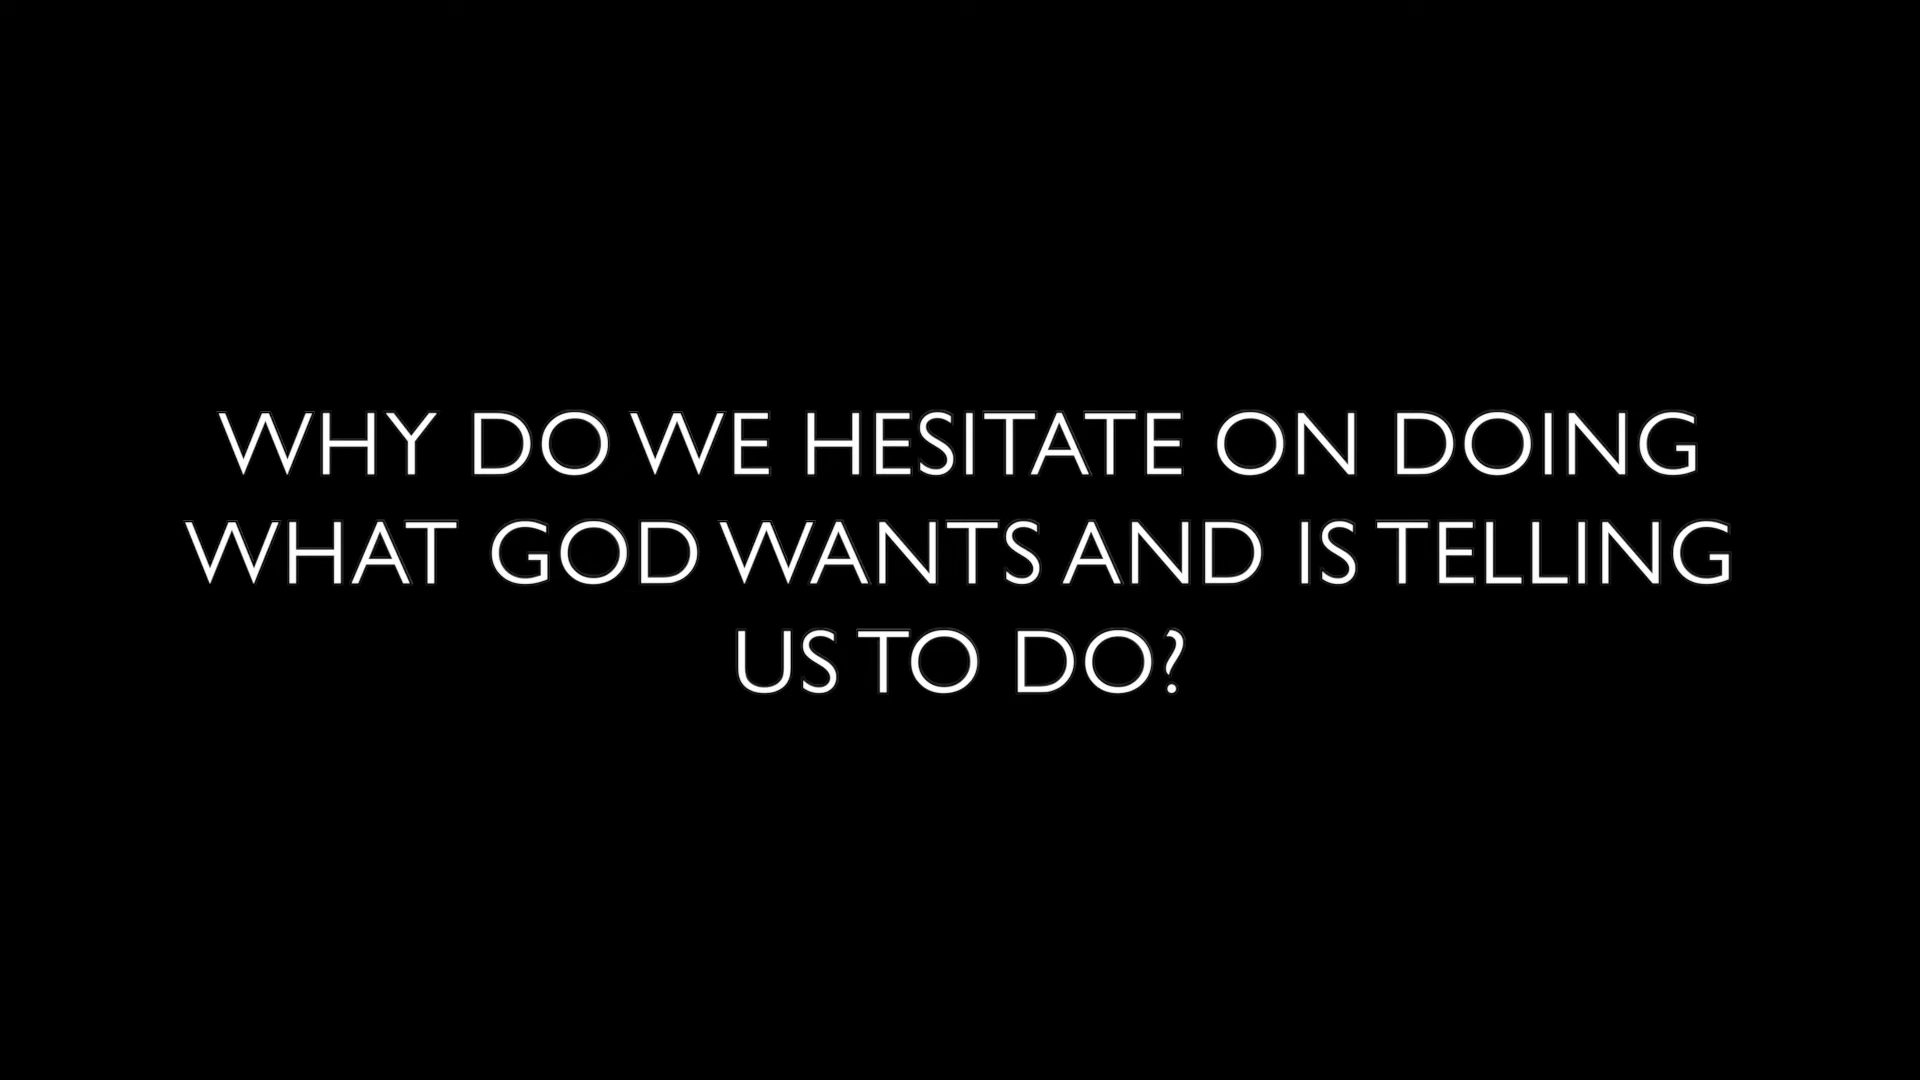 WHY DO WE HESITATE ON DOING
WHAT GOD WANTS AND IS TELLING
US TO DO?